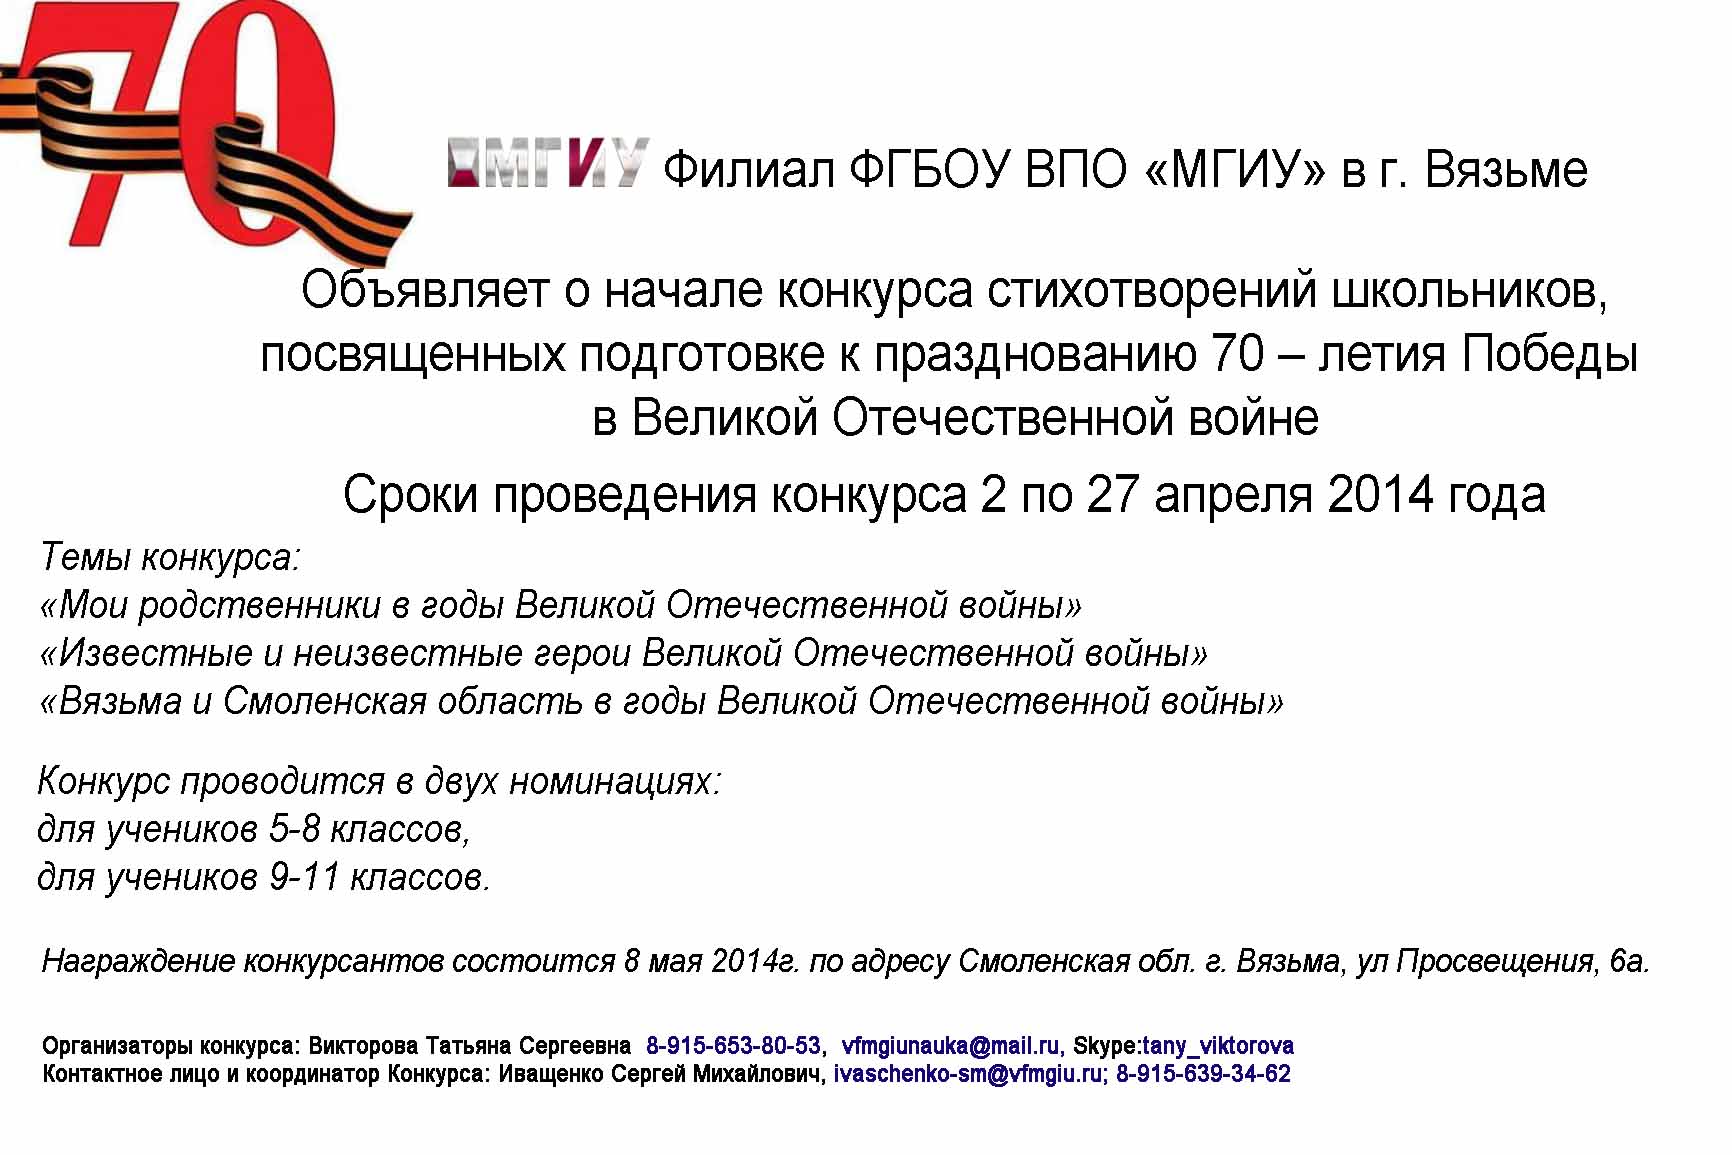 70
МГИУ Филиал ФГБОУ ВПО «МГИУ» в г. Вязьме
Объявляет о начале конкурса стихотворений школьников,
посвященных подготовке к празднованию 70 – летия Победы
в Великой Отечественной войне
Сроки проведения конкурса 2 по 27 апреля 2014 года
Темы конкурса:
«Мои родственники в годы Великой Отечественной войны»
«Известные и неизвестные герои Великой Отечественной войны»
«Вязьма и Смоленская область в годы Великой Отечественной войны»
Конкурс проводится в двух номинациях:
для учеников 5-8 классов,
для учеников 9-11 классов.
Награждение конкурсантов состоится 8 мая 2014г. по адресу Смоленская обл. г. Вязьма, ул Просвещения, 6а.
Организаторы конкурса: Викторова Татьяна Сергеевна 8-915-653-80-53, vfmgiunauka@mail.ru, Skype:tany_viktorova
Контактное лицо и координатор Конкурса: Иващенко Сергей Михайлович, ivaschenko-sm@vfmgiu.ru; 8-915-639-34-62